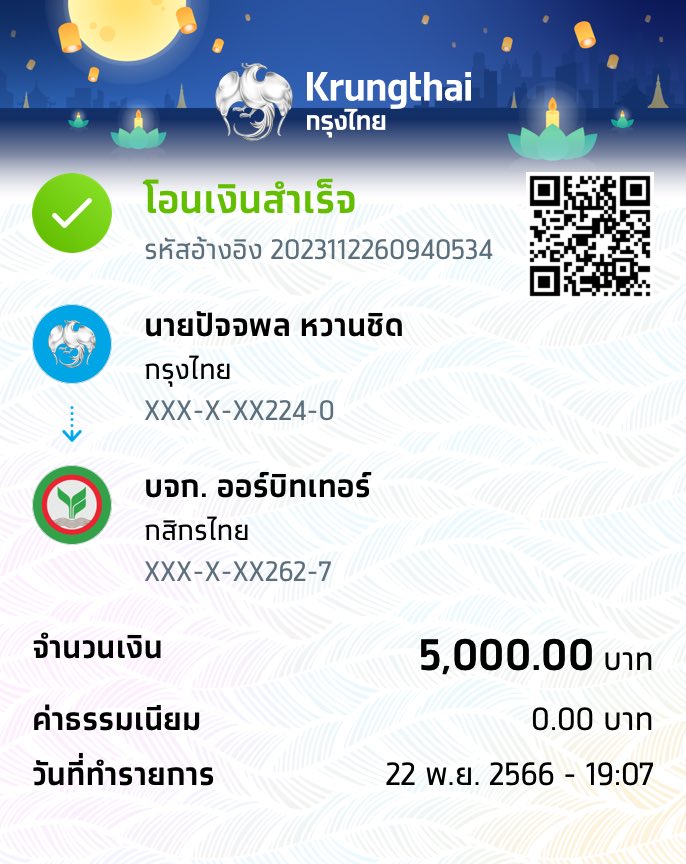 Krungthai
กรุงไทย
โอนเงินสำเร็จ
รหัสอ้างอิง 2023112260940534
นายปัจจพล หวานชิด
กรุงไทย
XXX-X-XX224-0
บจก. ออร์บิทเทอร์
กสิกรไทย
XXX-X-XX262-7
จำนวนเงิน 5,000.00 บาท
ค่าธรรมเนียม 0.00 บาท
วันที่ทำรายการ 22 พ.ย. 2566 - 19:07